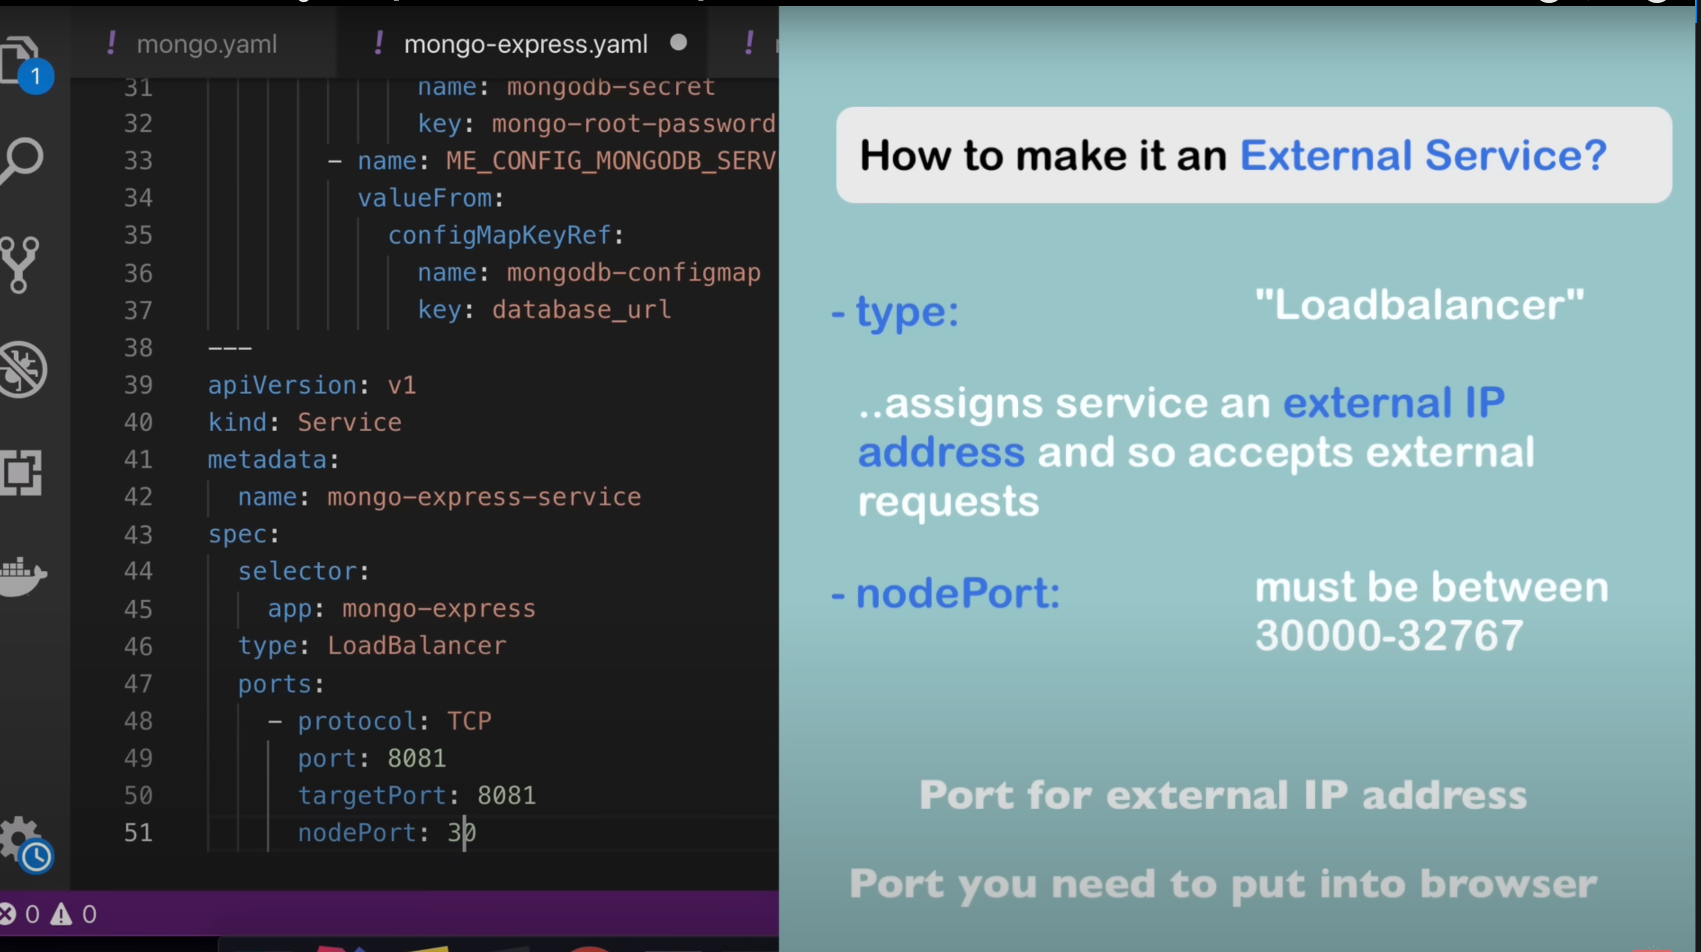 mongo.yaml
mongo-express.yaml
1
31 name: mongodb-secret
32 key: mongo-root-password
33 - name: ME_CONFIG_MONGODB_SERV
34 valueFrom:
35 configMapKeyRef:
36 name: mongodb-configmap
37 key: database_url
38 ---
39 apiVersion: v1
40 kind: Service
41 metadata:
42 name: mongo-express-service
43 spec:
44 selector:
45 app: mongo-express
46 type: LoadBalancer
47 ports:
48 - protocol: TCP
49 port: 8081
50 targetPort: 8081
51 nodePort: 30
0 0
How to make it an External Service?
- type: "Loadbalancer"
..assigns service an external IP
address and so accepts external
requests
- nodePort: must be between
30000-32767
Port for external IP address
Port you need to put into browser